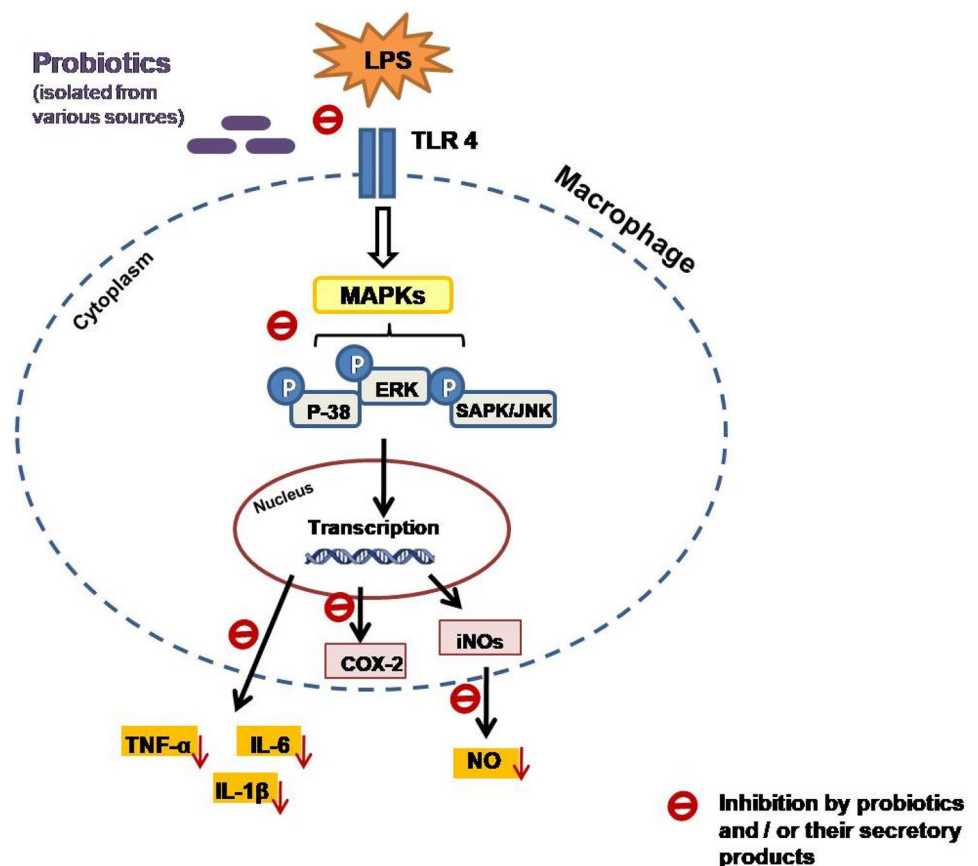 LPS
Probiotics
(isolated from
various sources)
TLR 4
Macrophage
Cytoplasm
MAPKs
P
P
P
ERK
P-38
SAPK/JNK
Nucleus
Transcription
iNOs
COX-2
TNF-α
IL-6
NO
IL-1β
Inhibition by probiotics
and / or their secretory
products